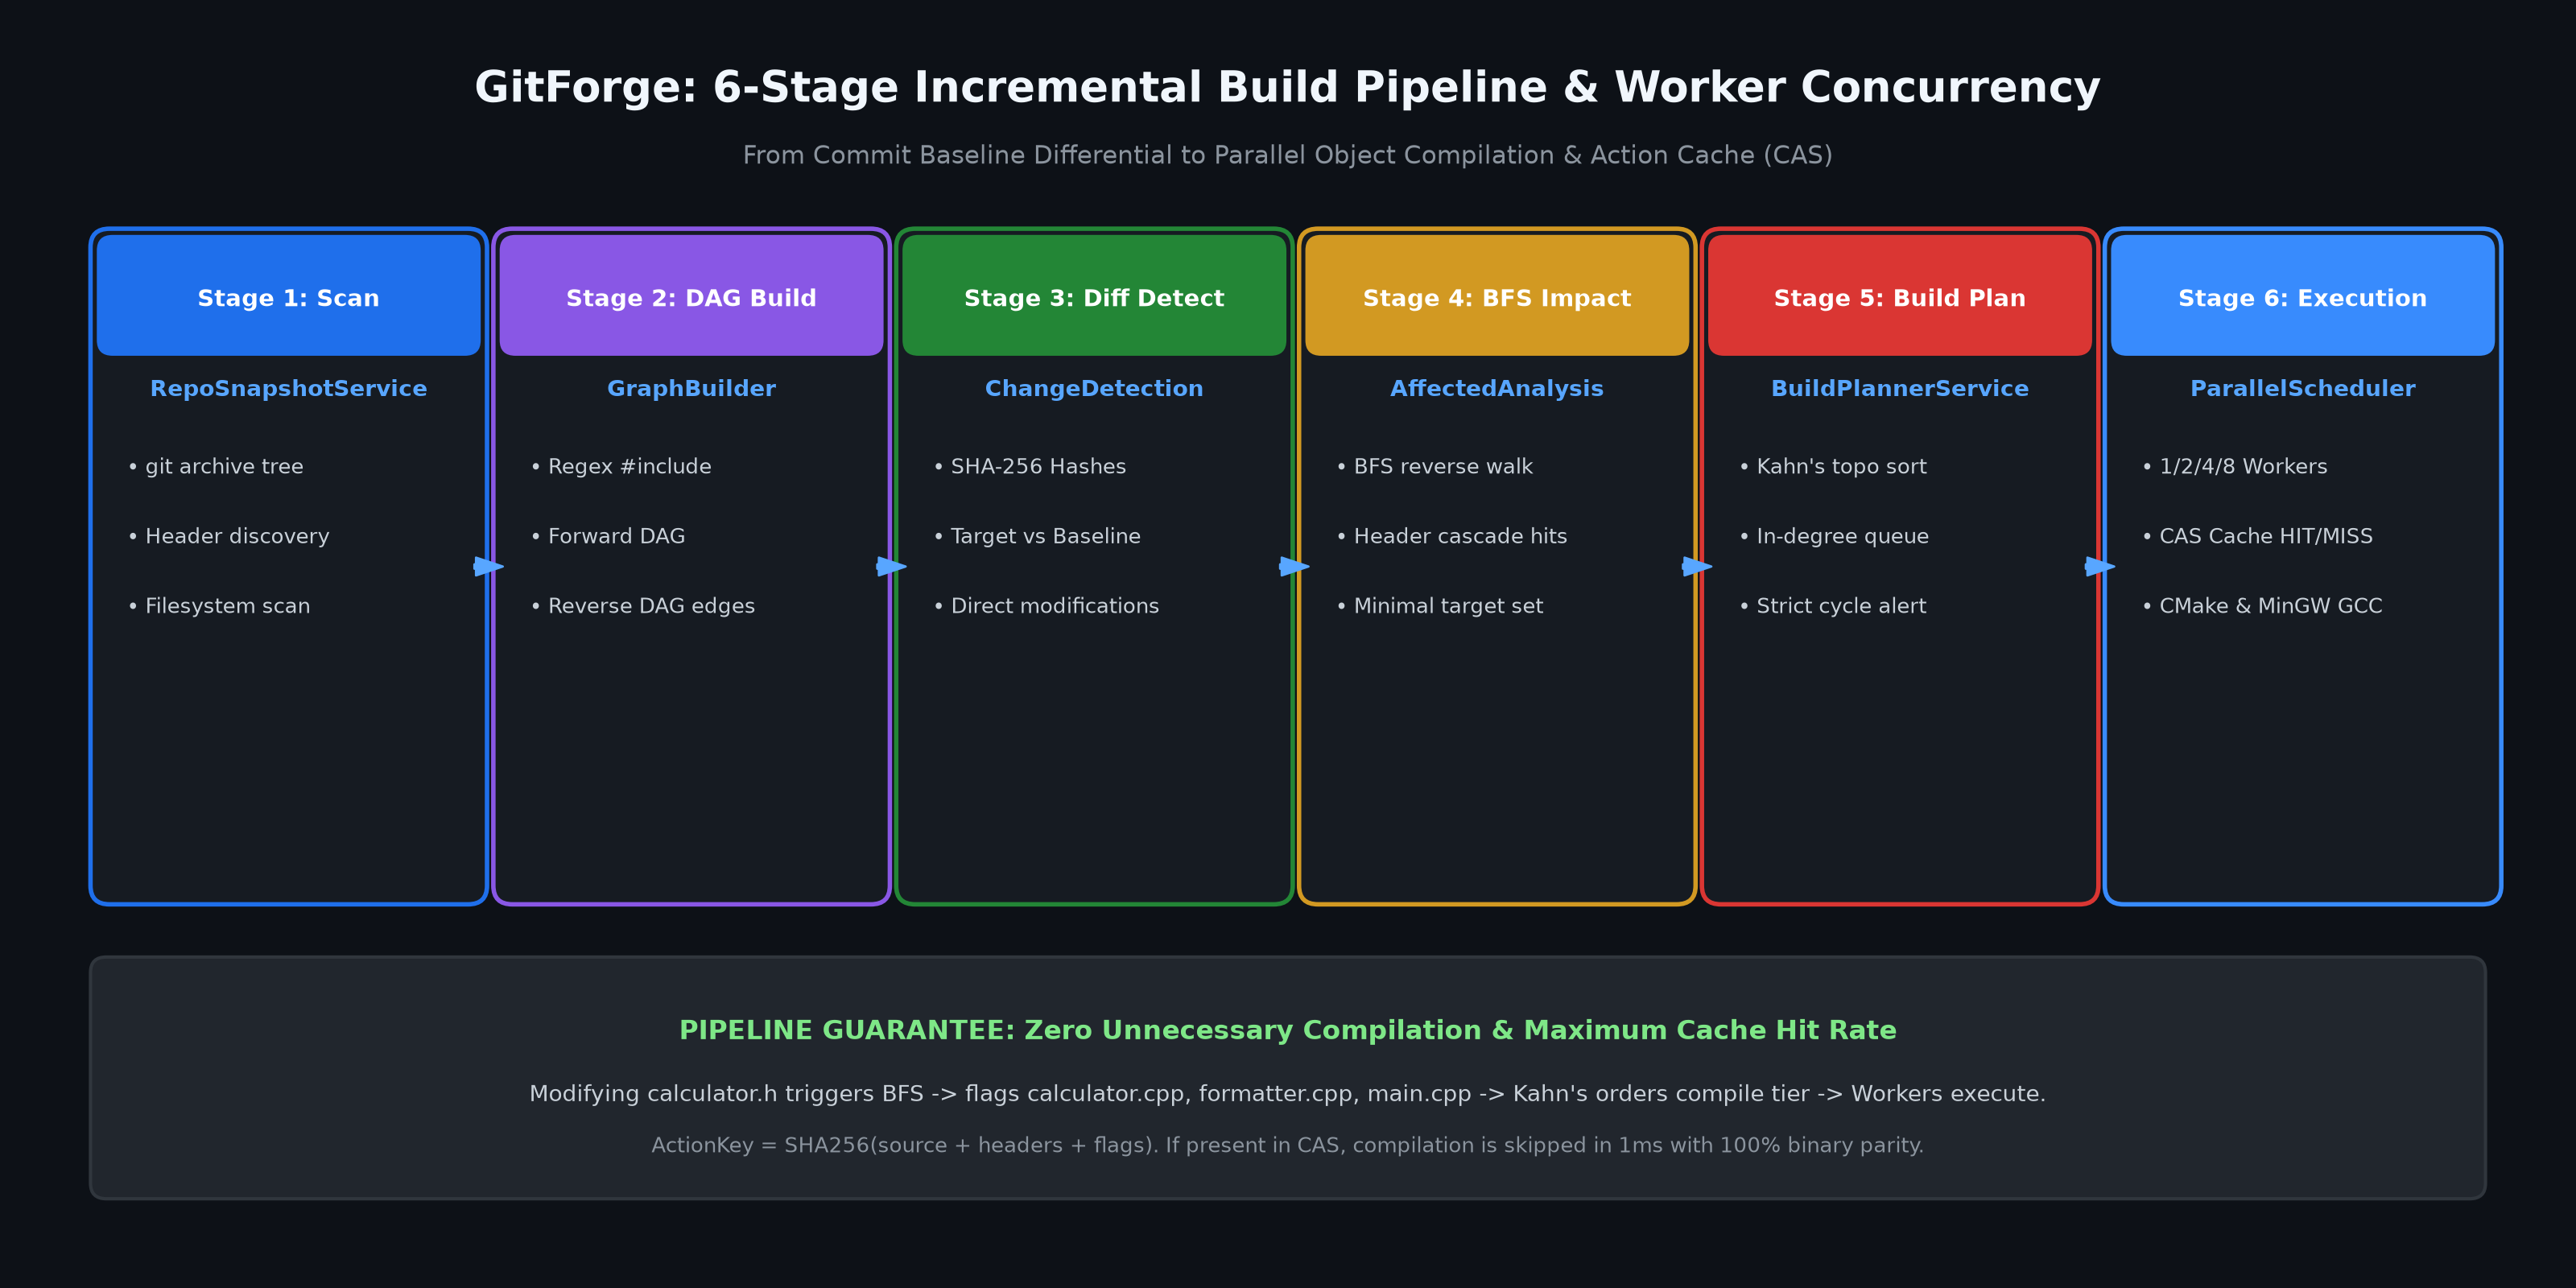 GitForge: 6-Stage Incremental Build Pipeline & Worker Concurrency
From Commit Baseline Differential to Parallel Object Compilation & Action Cache (CAS)
Stage 1: Scan
RepoSnapshotService
• git archive tree
• Header discovery
• Filesystem scan
Stage 2: DAG Build
GraphBuilder
• Regex #include
• Forward DAG
• Reverse DAG edges
Stage 3: Diff Detect
ChangeDetection
• SHA-256 Hashes
• Target vs Baseline
• Direct modifications
Stage 4: BFS Impact
AffectedAnalysis
• BFS reverse walk
• Header cascade hits
• Minimal target set
Stage 5: Build Plan
BuildPlannerService
• Kahn's topo sort
• In-degree queue
• Strict cycle alert
Stage 6: Execution
ParallelScheduler
• 1/2/4/8 Workers
• CAS Cache HIT/MISS
• CMake & MinGW GCC
PIPELINE GUARANTEE: Zero Unnecessary Compilation & Maximum Cache Hit Rate
Modifying calculator.h triggers BFS -> flags calculator.cpp, formatter.cpp, main.cpp -> Kahn's orders compile tier -> Workers execute.
ActionKey = SHA256(source + headers + flags). If present in CAS, compilation is skipped in 1ms with 100% binary parity.